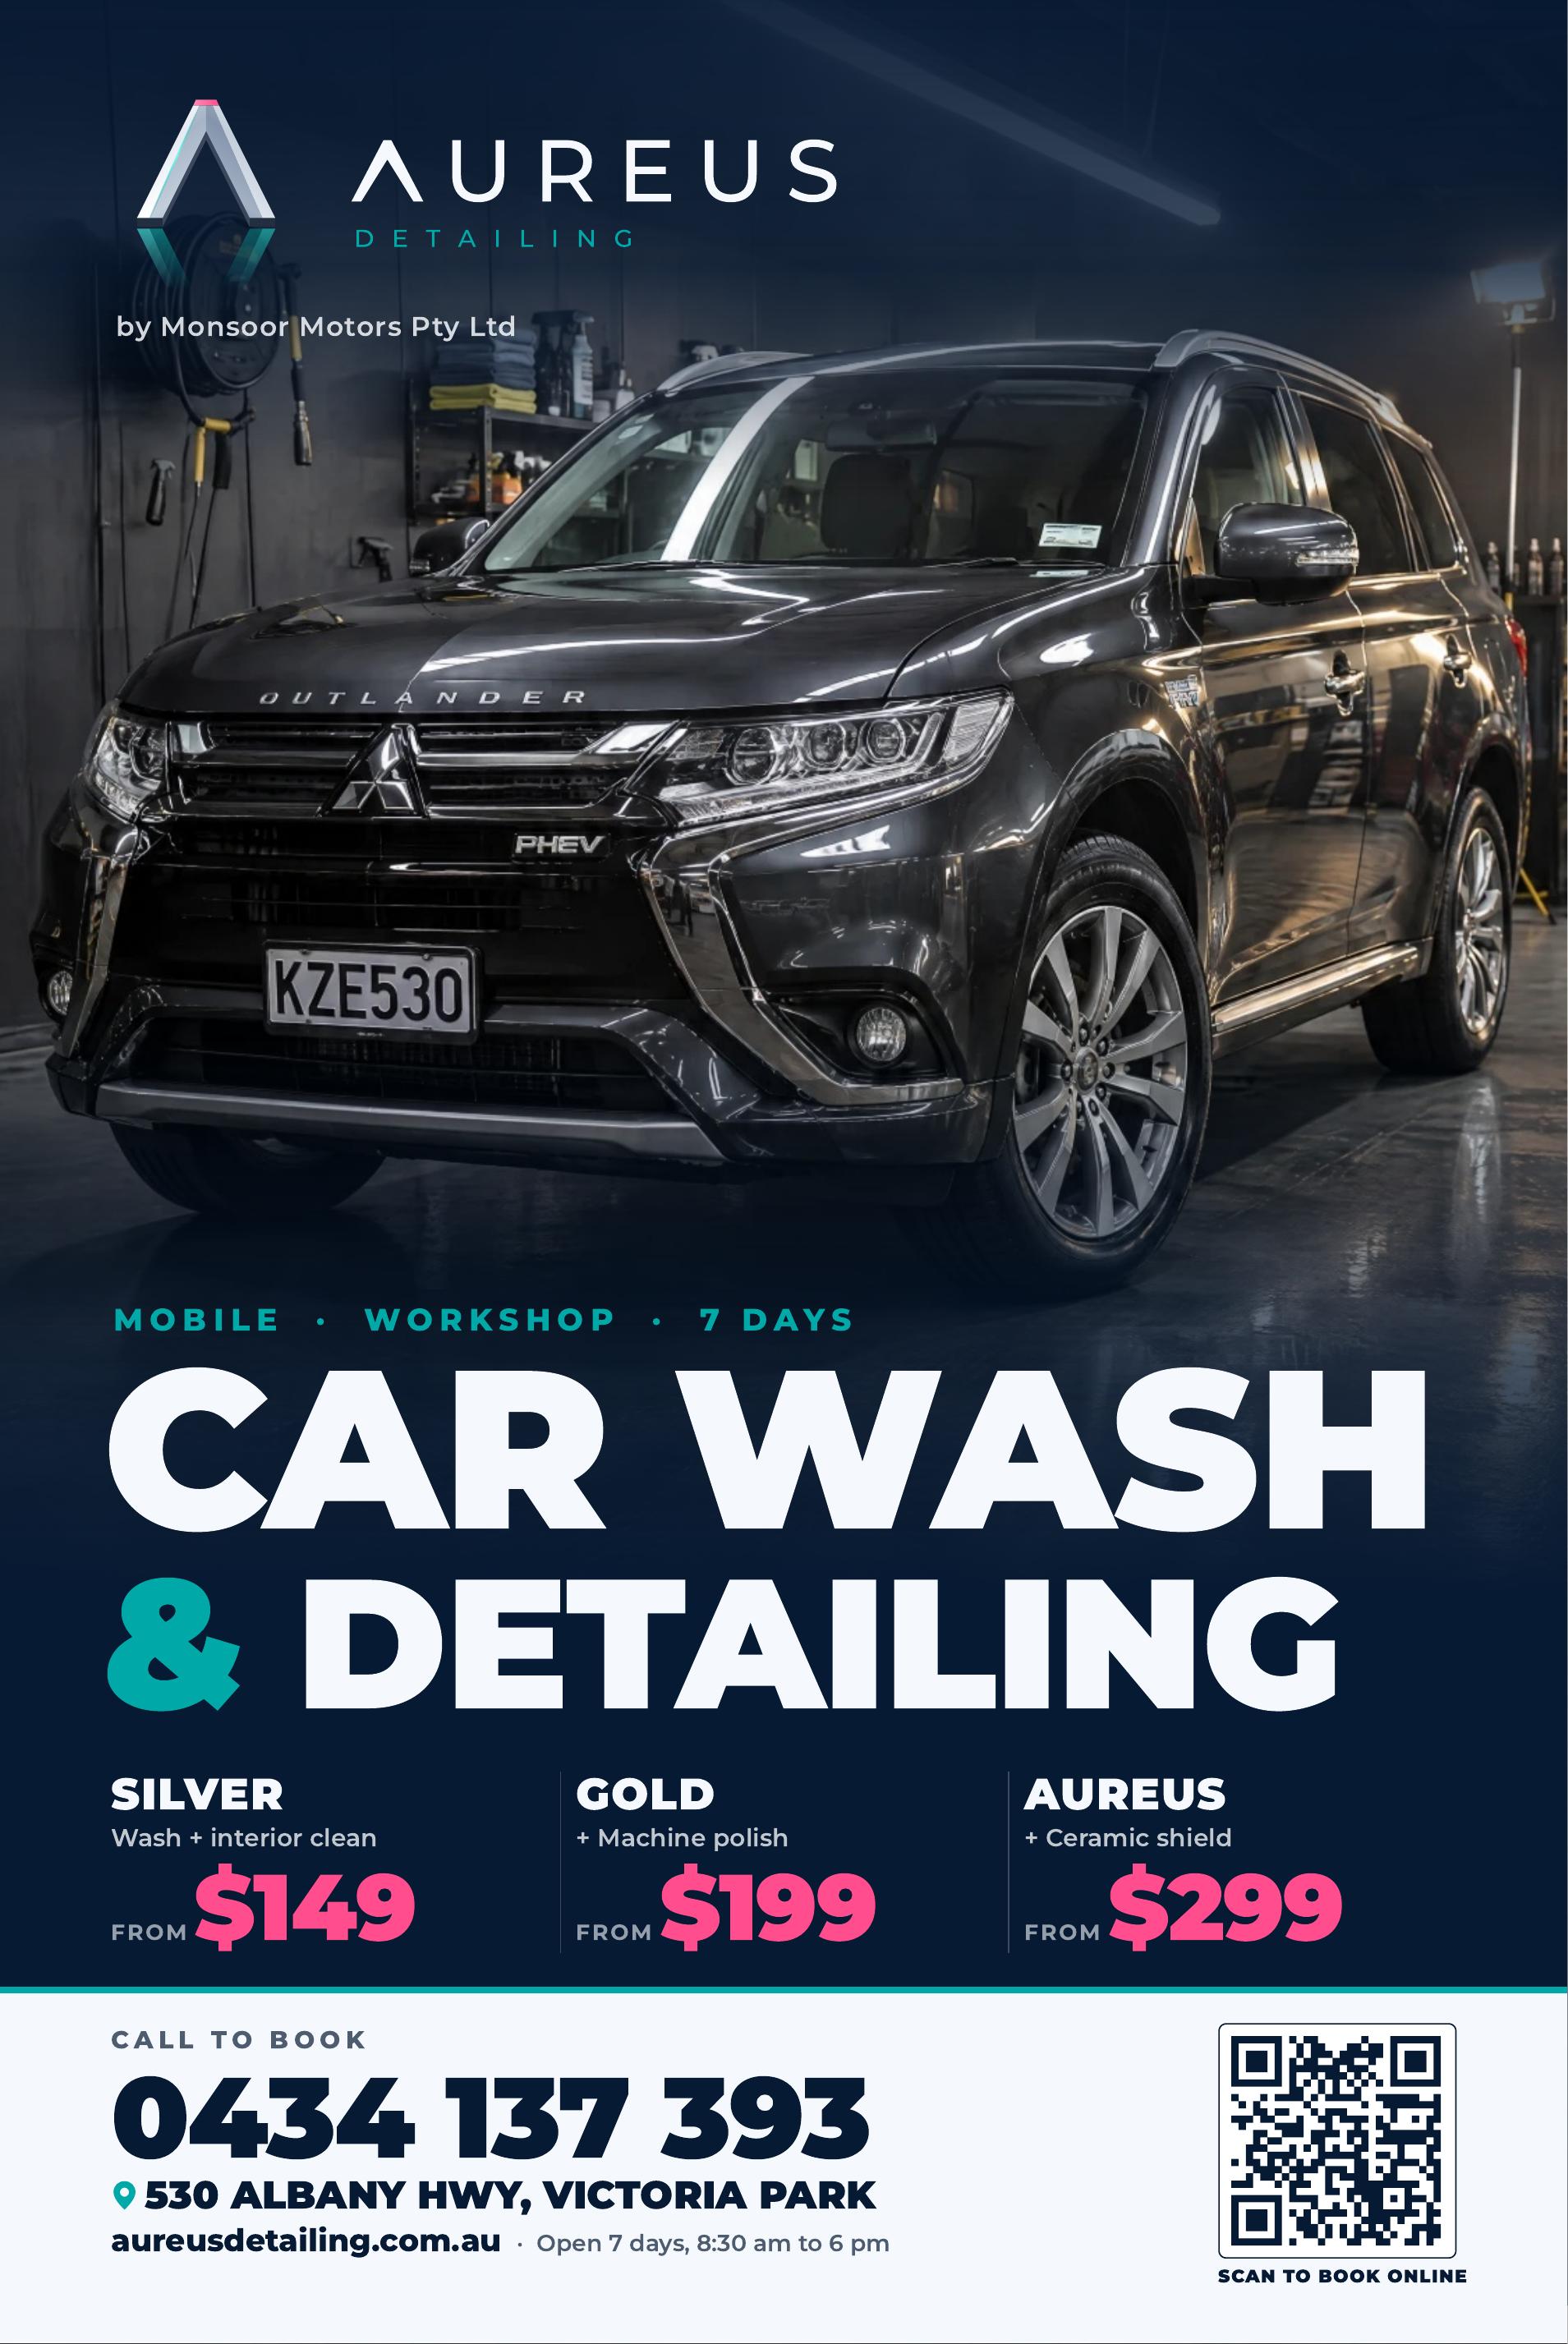 AUREUS
DETAILING
by Monsoor Motors Pty Ltd
OUTLANDER
PHEV
KZE530
MOBILE · WORKSHOP · 7 DAYS
CAR WASH
& DETAILING
SILVER
Wash + interior clean
FROM $149
GOLD
+ Machine polish
FROM $199
AUREUS
+ Ceramic shield
FROM $299
CALL TO BOOK
0434 137 393
530 ALBANY HWY, VICTORIA PARK
aureusdetailing.com.au · Open 7 days, 8:30 am to 6 pm
SCAN TO BOOK ONLINE